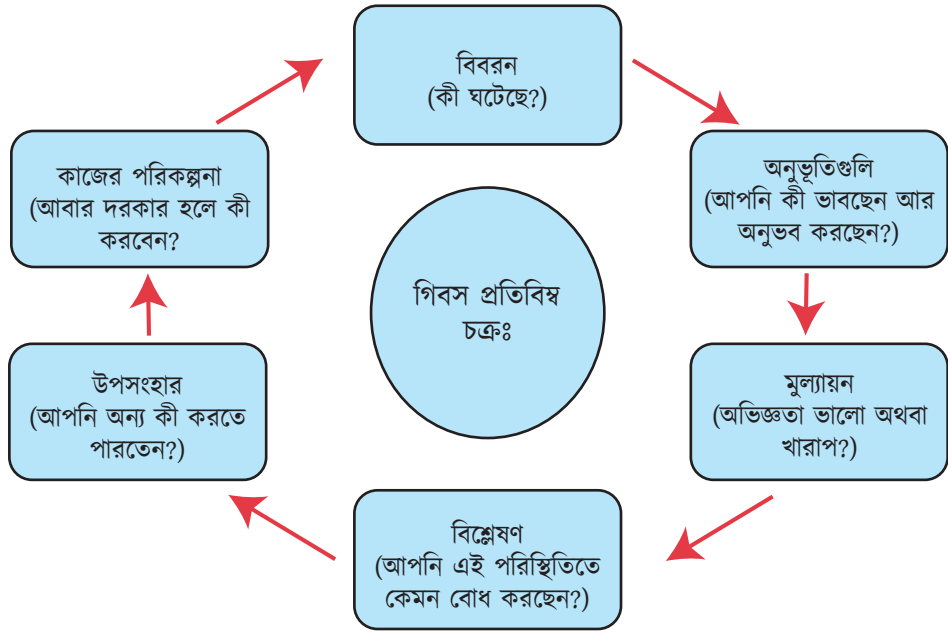 বিবরন
(কী ঘটেছে?)
অনুভূতিগুলি
(আপনি কী ভাবছেন আর
অনুভব করছেন?)
মুল্যায়ন
(অভিজ্ঞতা ভালো অথবা
খারাপ?)
বিশ্লেষণ
(আপনি এই পরিস্থিতিতে
কেমন বোধ করছেন?)
উপসংহার
(আপনি অন্য কী করতে
পারতেন?)
কাজের পরিকল্পনা
(আবার দরকার হলে কী
করবেন?
গিবস প্রতিবিম্ব
চক্রঃ